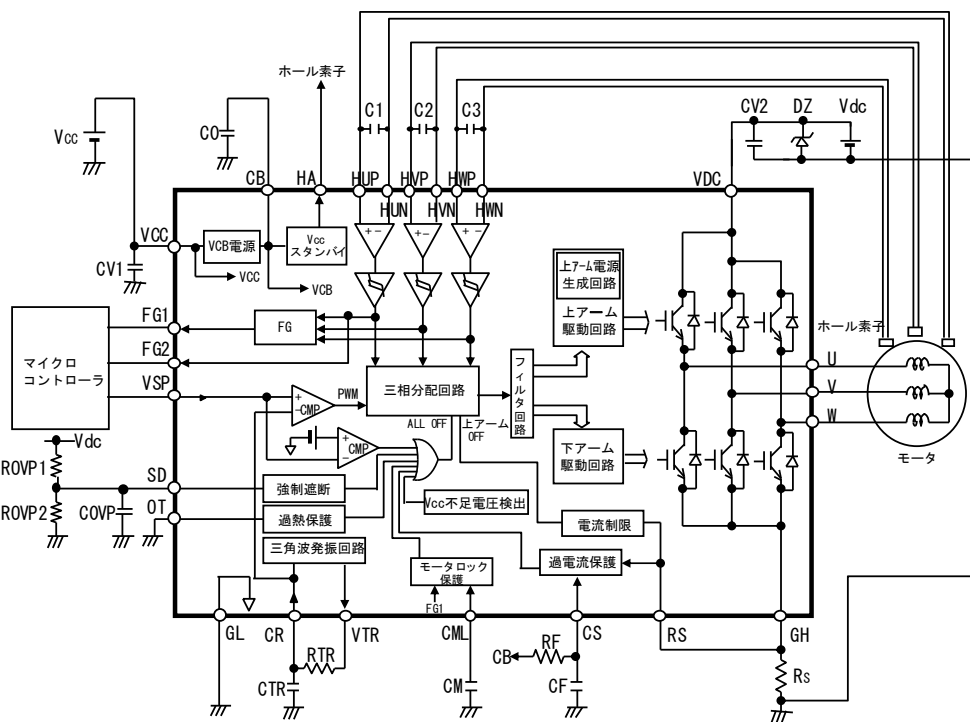 ホール素子
C1
C2
C3
CV2
DZ
Vdc
Vcc
C0
CB
HA
HUP
HVP
HWP
VDC
HUN
HVN
HWN
VCC
VCB電源
Vcc
スタンバイ
VCC
VCB
CV1
上アーム電源
生成回路
上アーム
駆動回路
ホール素子
FG1
FG
FG2
マイクロ
コントローラ
VSP
+
-CMP
PWM
三相分配回路
フィルタ回路
U
V
W
モータ
ALL OFF
上アーム
OFF
+
CMP
-
下アーム
駆動回路
Vdc
ROVP1
SD
強制遮断
Vcc不足電圧検出
ROVP2
COVP
OT
過熱保護
電流制限
三角波発振回路
モータロック
保護
過電流保護
FG1
GL
CR
VTR
CML
CS
RS
GH
RTR
CB
RF
Rs
CTR
CM
CF